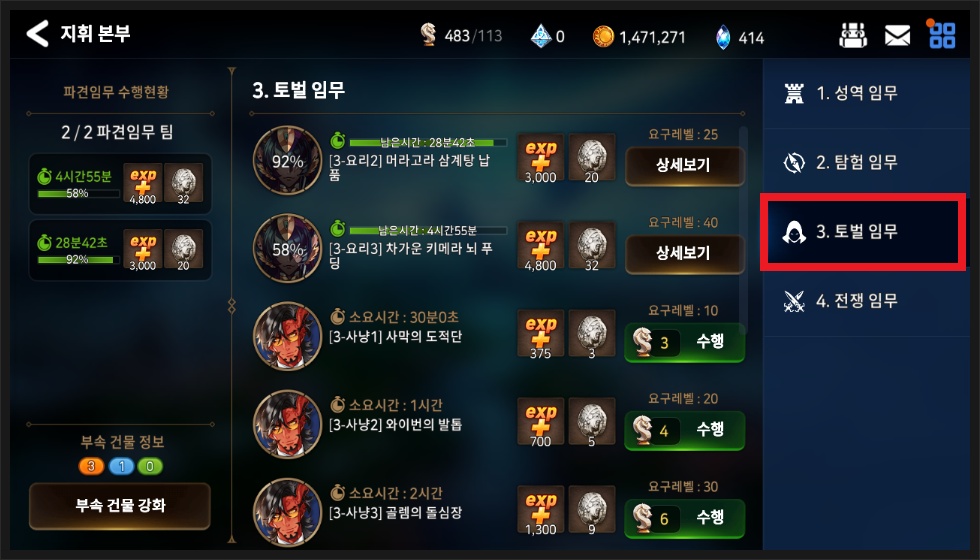 지휘 본부
483/113
0
1,471,271
414
파견임무 수행현황
2 / 2 파견임무 팀
4시간55분
58%
exp
4,800
32
28분42초
92%
exp
3,000
20
부속 건물 정보
3 1 0
부속 건물 강화
3. 토벌 임무
92%
남은시간 : 28분42초
[3-요리2] 머라고라 삼계탕 납
품
exp
3,000
20
요구레벨 : 25
상세보기
58%
남은시간 : 4시간55분
[3-요리3] 차가운 키메라 뇌 푸
딩
exp
4,800
32
요구레벨 : 40
상세보기
소요시간 : 30분0초
[3-사냥1] 사막의 도적단
exp
375
3
요구레벨 : 10
3 수행
소요시간 : 1시간
[3-사냥2] 와이번의 발톱
exp
700
5
요구레벨 : 20
4 수행
소요시간 : 2시간
[3-사냥3] 골렘의 돌심장
exp
1,300
9
요구레벨 : 30
6 수행
1. 성역 임무
2. 탐험 임무
3. 토벌 임무
4. 전쟁 임무